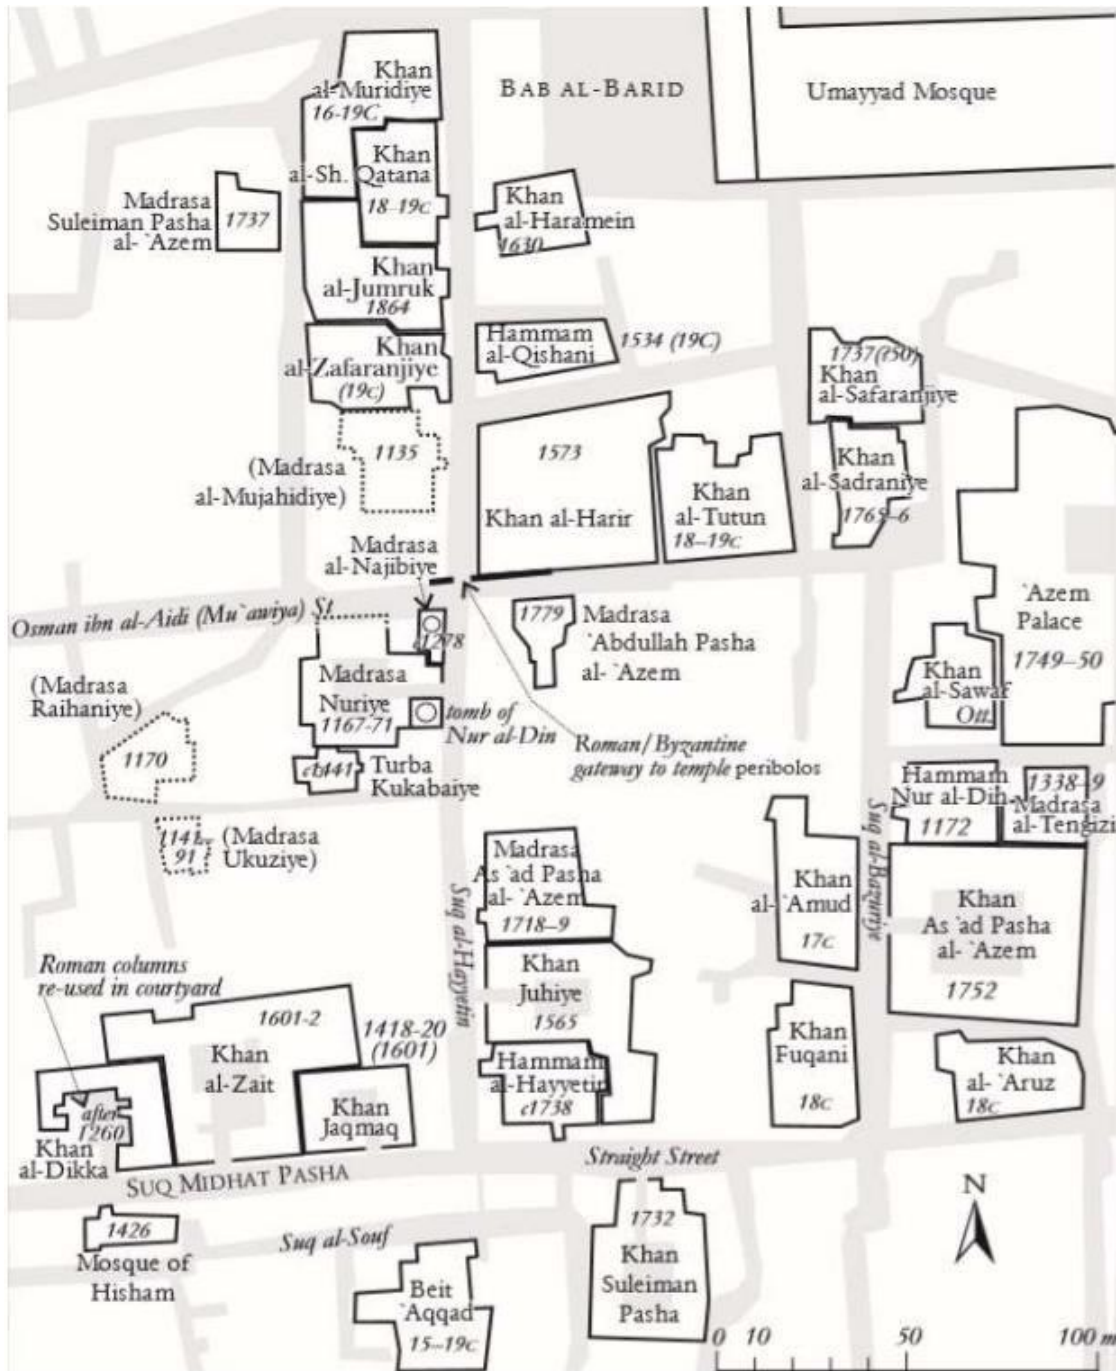 Khan
al-Muridiye
16-19C
BAB AL-BARID
Umayyad Mosque
Khan
al-Sh. Qatana
18-19c
Madrasa
Suleiman Pasha
al-`Azem
1737
Khan
al-Haramein
1630
Khan
al-Jumruk
1864
Hammam
al-Qishani
1534 (19C)
Khan
al-Zafaranjiye
(19c)
1737(?50)
Khan
al-Safaranjiye
1135
(Madrasa
al-Mujahidiye)
1573
Khan al-Harir
Khan
al-Tutun
18-19c
Khan
al-Sadraniye
1765-6
Madrasa
al-Najibiye
Osman ibn al-Aidi (Mu`awiya) St
c1278
1779
Madrasa
`Abdullah Pasha
al-`Azem
`Azem
Palace
1749-50
Khan
al-Sawaf
Ott.
Madrasa
Nuriye
1167-71
tomb of
Nur al-Din
(Madrasa
Raihaniye)
1170
Roman/Byzantine
gateway to temple peribolos
Turba
Kukabaiye
Hammam
Nur al-Din
1172
1338-9
Madrasa
al-Tengizi
1141
91
(Madrasa
Ukuziye)
Suq al-Hayyetin
Madrasa
As`ad Pasha
al-`Azem
1718-9
Suq al-Bazuriye
Khan
al-`Amud
17c
Khan
As`ad Pasha
al-`Azem
1752
Roman columns
re-used in courtyard
Khan
Juhiye
1565
1601-2
Khan
al-Zait
1418-20
(1601)
Khan
Jaqmaq
Hammam
al-Hayyetin
c1738
Khan
Fuqani
18c
Khan
al-`Aruz
18c
after
1260
Khan
al-Dikka
SUQ MIDHAT PASHA
Straight Street
1426
Mosque of
Hisham
Suq al-Souf
Beit
`Aqqad
15-19c
1732
Khan
Suleiman
Pasha
N
0 10 50 100 m